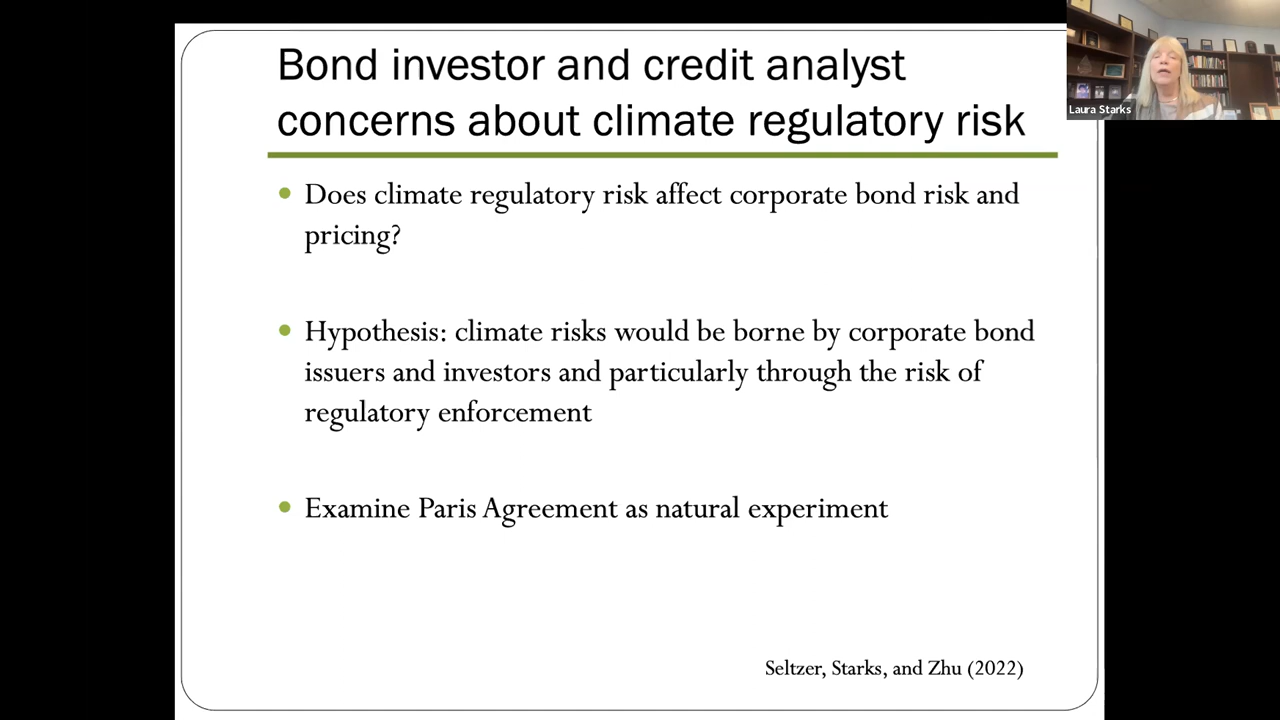 Bond investor and credit analyst
concerns about climate regulatory risk
Laura Starks
• Does climate regulatory risk affect corporate bond risk and
pricing?
• Hypothesis: climate risks would be borne by corporate bond
issuers and investors and particularly through the risk of
regulatory enforcement
• Examine Paris Agreement as natural experiment
Seltzer, Starks, and Zhu (2022)